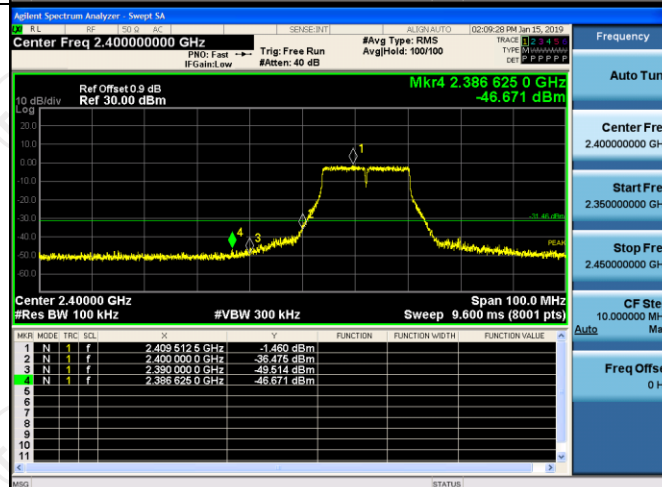 Agilent Spectrum Analyzer - Swept SA
RL RF 50 Ω AC SENSE:INT ALIGN AUTO 02:09:28 PM Jan 15, 2019
Center Freq 2.400000000 GHz
PNO: Fast
IFGain:Low
Trig: Free Run
#Atten: 40 dB
#Avg Type: RMS
Avg|Hold: 100/100
TRACE 1 2 3 4 5 6
TYPE M
DET P P P P P P
Ref Offset 0.9 dB
Ref 30.00 dBm
10 dB/div
Log
Mkr4 2.386 625 0 GHz
-46.671 dBm
20.0
10.0
0.00
-10.0
-20.0
-30.0
-40.0
-50.0
-60.0
1
2
3
4
-31.46 dBm
PEAK
Center 2.40000 GHz
#Res BW 100 kHz
#VBW 300 kHz
Span 100.0 MHz
Sweep 9.600 ms (8001 pts)
MKR MODE TRC SCL X Y FUNCTION FUNCTION WIDTH FUNCTION VALUE
1 N 1 f 2.409 512 5 GHz -1.460 dBm
2 N 1 f 2.400 000 0 GHz -36.475 dBm
3 N 1 f 2.390 000 0 GHz -49.514 dBm
4 N 1 f 2.386 625 0 GHz -46.671 dBm
5
6
7
8
9
10
11
MSG STATUS
Frequency
Auto Tun
Center Fre
2.400000000 GH
Start Fre
2.350000000 GH
Stop Fre
2.450000000 GH
CF Ste
10.000000 MH
Auto Ma
Freq Offse
0 H